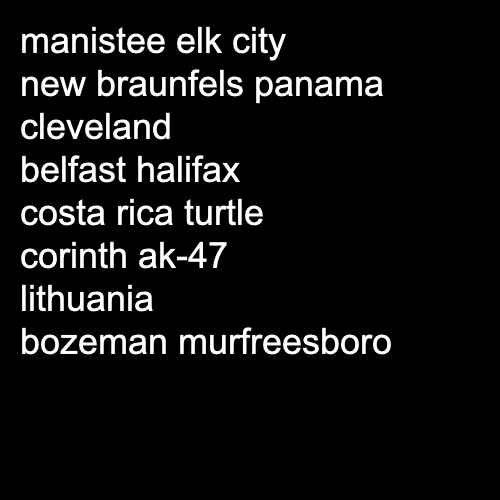 manistee elk city
new braunfels panama
cleveland
belfast halifax
costa rica turtle
corinth ak-47
lithuania
bozeman murfreesboro